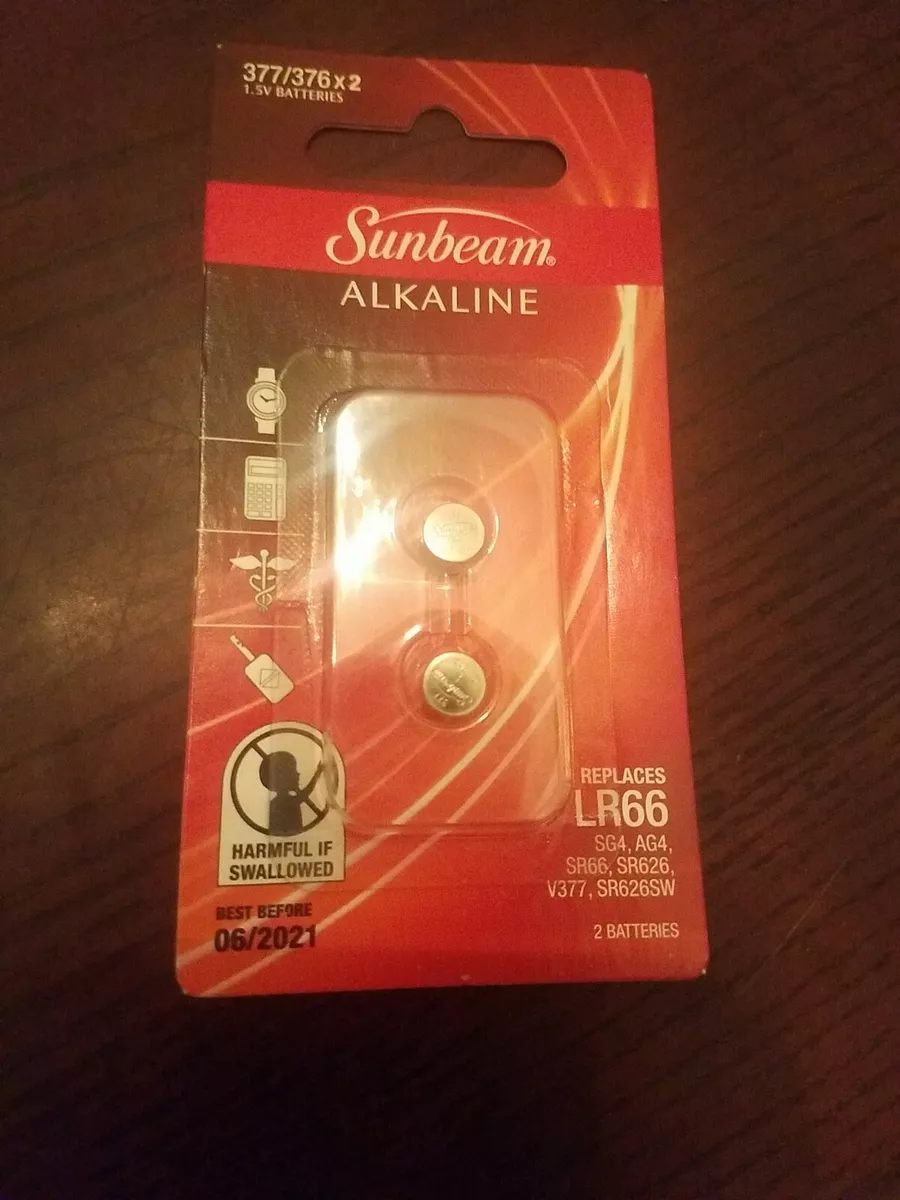 377/376 x 2
1.5V BATTERIES
Sunbeam®
ALKALINE
REPLACES
LR66
SG4, AG4,
SR66, SR626,
V377, SR626SW
HARMFUL IF
SWALLOWED
BEST BEFORE
06/2021
2 BATTERIES